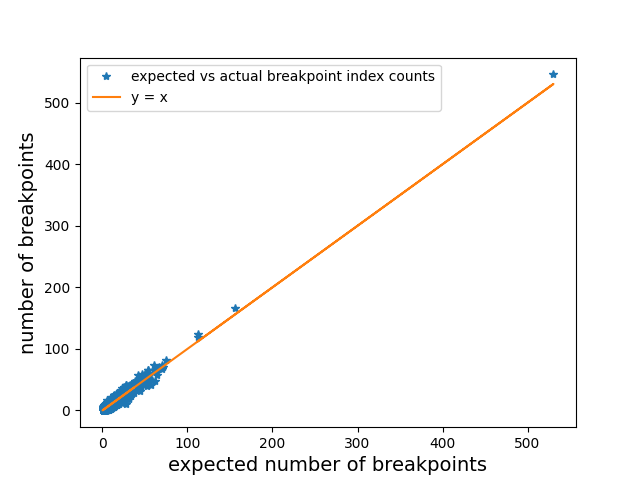 expected vs actual breakpoint index counts
y = x
500
400
300
200
100
0
number of breakpoints
0 100 200 300 400 500
expected number of breakpoints